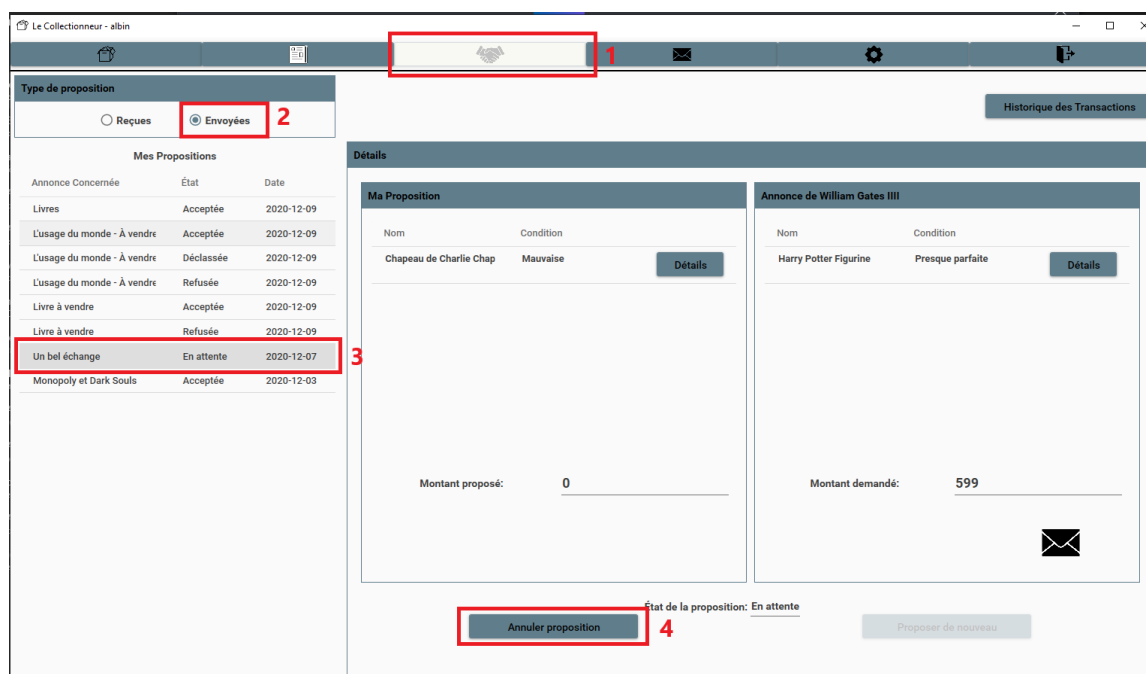 Le Collectionneur - albin
1
Type de proposition
Reçues
Envoyées
2
Historique des Transactions
Mes Propositions
Annonce Concernée État Date
Livres Acceptée 2020-12-09
L'usage du monde - À vendre Acceptée 2020-12-09
L'usage du monde - À vendre Déclassée 2020-12-09
L'usage du monde - À vendre Refusée 2020-12-09
Livre à vendre Acceptée 2020-12-09
Livre à vendre Refusée 2020-12-09
Un bel échange En attente 2020-12-07
3
Monopoly et Dark Souls Acceptée 2020-12-03
Détails
Ma Proposition
Nom Condition
Chapeau de Charlie Chap Mauvaise Détails
Montant proposé: 0
Annonce de William Gates IIII
Nom Condition
Harry Potter Figurine Presque parfaite Détails
Montant demandé: 599
État de la proposition: En attente
Annuler proposition
4
Proposer de nouveau